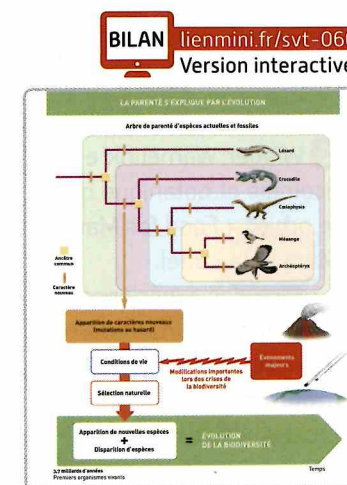 BILAN
lienmini.fr/svt-060
Version interactive
LA PARENTÉ S'EXPLIQUE PAR L'ÉVOLUTION
Arbre de parenté d'espèces actuelles et fossiles
Lézard
Crocodile
Cœlophysis
Mésange
Archéoptéryx
Ancêtre
commun
Caractère
nouveau
Apparition de caractères nouveaux
(mutations au hasard)
Conditions de vie
Modifications importantes
lors des crises de
la biodiversité
Événements
majeurs
Sélection naturelle
Apparition de nouvelles espèces
+
Disparition d'espèces
=
ÉVOLUTION
DE LA BIODIVERSITÉ
3,7 milliards d'années
Premiers organismes vivants
Temps